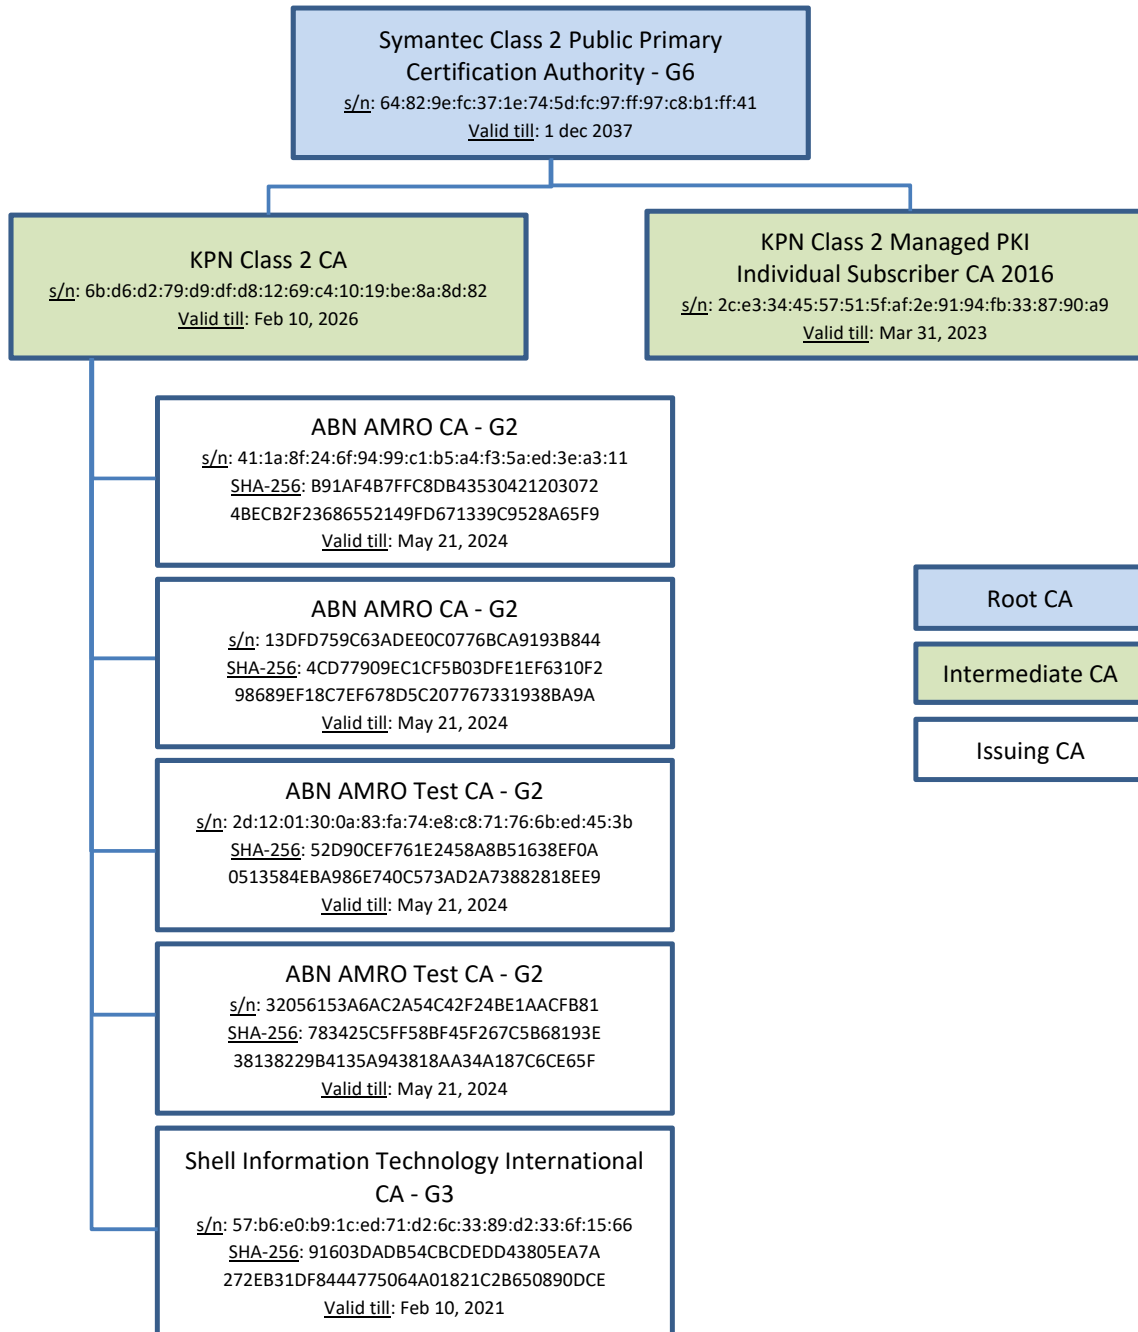 Symantec Class 2 Public Primary
Certification Authority - G6
s/n: 64:82:9e:fc:37:1e:74:5d:fc:97:ff:97:c8:b1:ff:41
Valid till: 1 dec 2037
KPN Class 2 CA
s/n: 6b:d6:d2:79:d9:df:d8:12:69:c4:10:19:be:8a:8d:82
Valid till: Feb 10, 2026
KPN Class 2 Managed PKI
Individual Subscriber CA 2016
s/n: 2c:e3:34:45:57:51:5f:af:2e:91:94:fb:33:87:90:a9
Valid till: Mar 31, 2023
ABN AMRO CA - G2
s/n: 41:1a:8f:24:6f:94:99:c1:b5:a4:f3:5a:ed:3e:a3:11
SHA-256: B91AF4B7FFC8DB43530421203072
4BECB2F23686552149FD671339C9528A65F9
Valid till: May 21, 2024
ABN AMRO CA - G2
s/n: 13DFD759C63ADEE0C0776BCA9193B844
SHA-256: 4CD77909EC1CF5B03DFE1EF6310F2
98689EF18C7EF678D5C207767331938BA9A
Valid till: May 21, 2024
ABN AMRO Test CA - G2
s/n: 2d:12:01:30:0a:83:fa:74:e8:c8:71:76:6b:ed:45:3b
SHA-256: 52D90CEF761E2458A8B51638EF0A
0513584EBA986E740C573AD2A73882818EE9
Valid till: May 21, 2024
ABN AMRO Test CA - G2
s/n: 32056153A6AC2A54C42F24BE1AACFB81
SHA-256: 783425C5FF58BF45F267C5B68193E
38138229B4135A943818AA34A187C6CE65F
Valid till: May 21, 2024
Shell Information Technology International
CA - G3
s/n: 57:b6:e0:b9:1c:ed:71:d2:6c:33:89:d2:33:6f:15:66
SHA-256: 91603DADB54CBCDEDD43805EA7A
272EB31DF8444775064A01821C2B650890DCE
Valid till: Feb 10, 2021
Root CA
Intermediate CA
Issuing CA